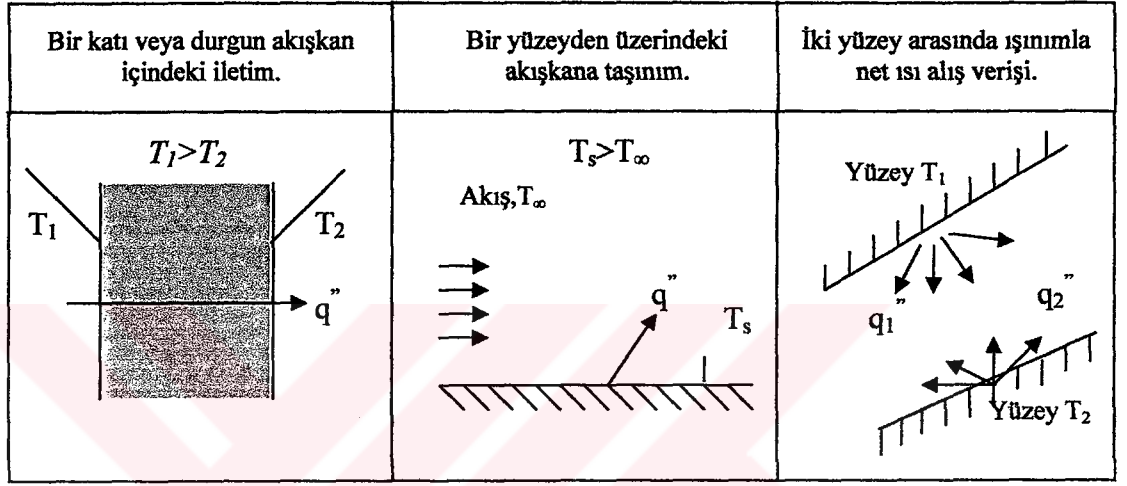 Bir katı veya durgun akışkan
içindeki iletim.
Bir yüzeyden üzerindeki
akışkana taşınım.
İki yüzey arasında ışınımla
net ısı alış verişi.
T₁>T₂
T₁
T₂
q”
Tₛ>T∞
Akış,T∞
q”
Tₛ
Yüzey T₁
q₁”
q₂”
Yüzey T₂